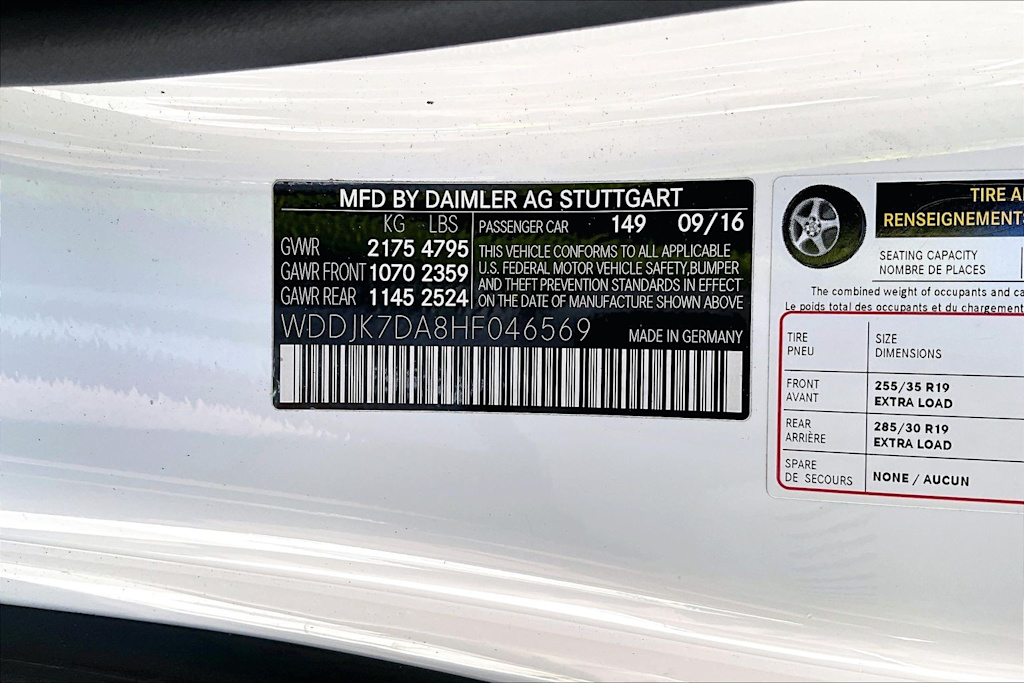 MFD BY DAIMLER AG STUTTGART
KG LBS
GVWR 2175 4795
GAWR FRONT 1070 2359
GAWR REAR 1145 2524
PASSENGER CAR 149 09/16
THIS VEHICLE CONFORMS TO ALL APPLICABLE
U.S. FEDERAL MOTOR VEHICLE SAFETY,BUMPER
AND THEFT PREVENTION STANDARDS IN EFFECT
ON THE DATE OF MANUFACTURE SHOWN ABOVE
WDDJK7DA8HF046569
MADE IN GERMANY
TIRE
RENSEIGNEMENTS
SEATING CAPACITY
NOMBRE DE PLACES
The combined weight of occupants and
Le poids total des occupants et du chargement
TIRE
PNEU
SIZE
DIMENSIONS
FRONT
AVANT
255/35 R19
EXTRA LOAD
REAR
ARRIÈRE
285/30 R19
EXTRA LOAD
SPARE
DE SECOURS
NONE / AUCUN